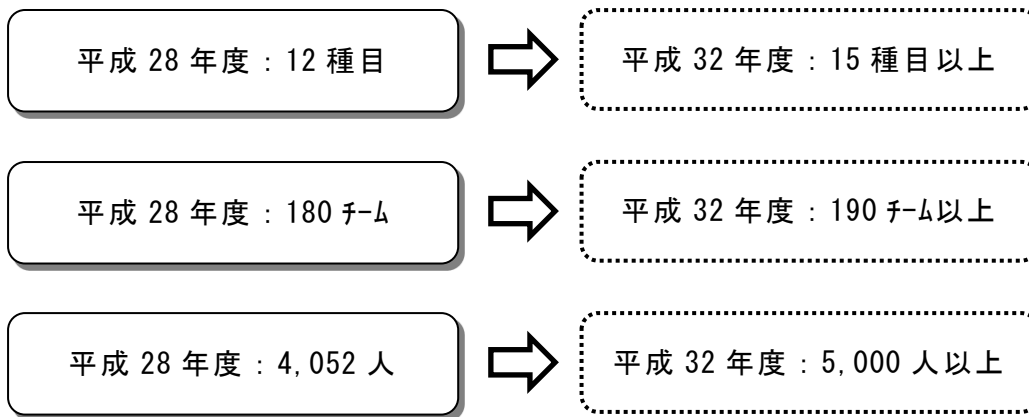 平成 28 年度：12 種目
平成 32 年度：15 種目以上
平成 28 年度：180 ﾁｰﾑ
平成 32 年度：190 ﾁｰﾑ以上
平成 28 年度：4,052 人
平成 32 年度：5,000 人以上